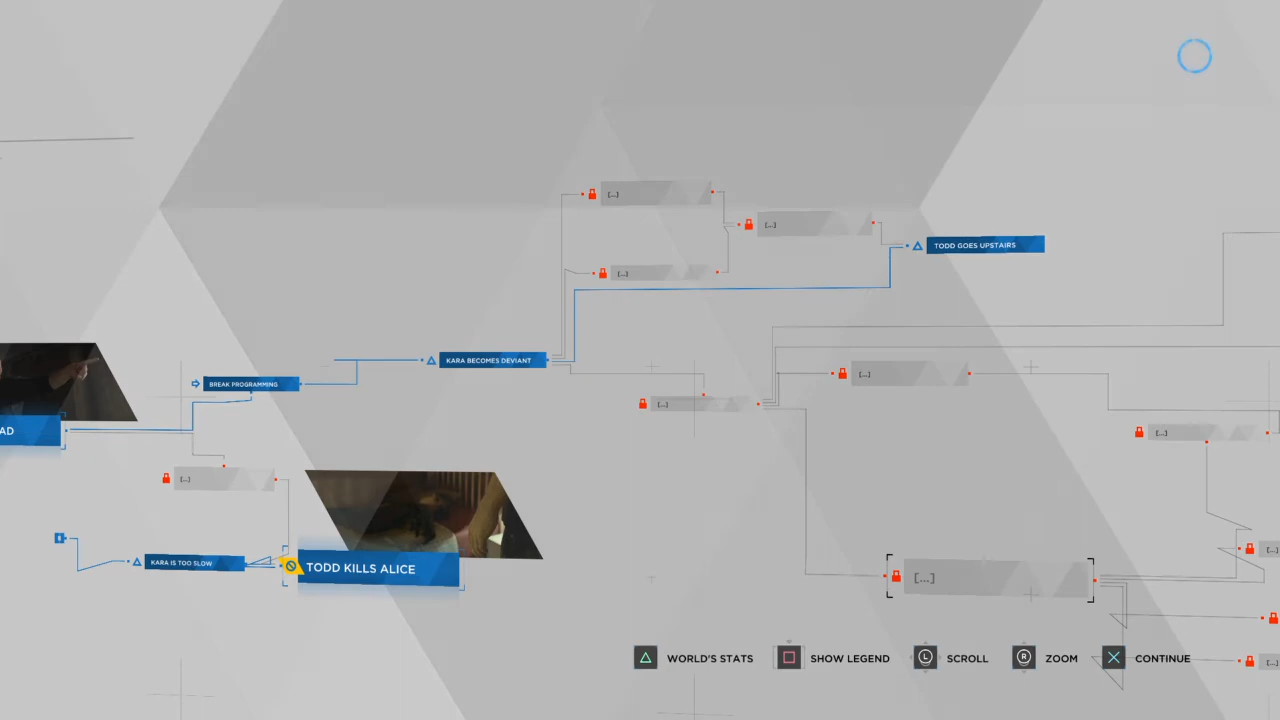 [...]
[...]
TODD GOES UPSTAIRS
[...]
KARA BECOMES DEVIANT
[...]
BREAK PROGRAMMING
[...]
AD
[...]
[...]
[...]
KARA IS TOO SLOW
TODD KILLS ALICE
[...]
[...]
WORLD'S STATS
SHOW LEGEND
L
SCROLL
R
ZOOM
CONTINUE
[...]